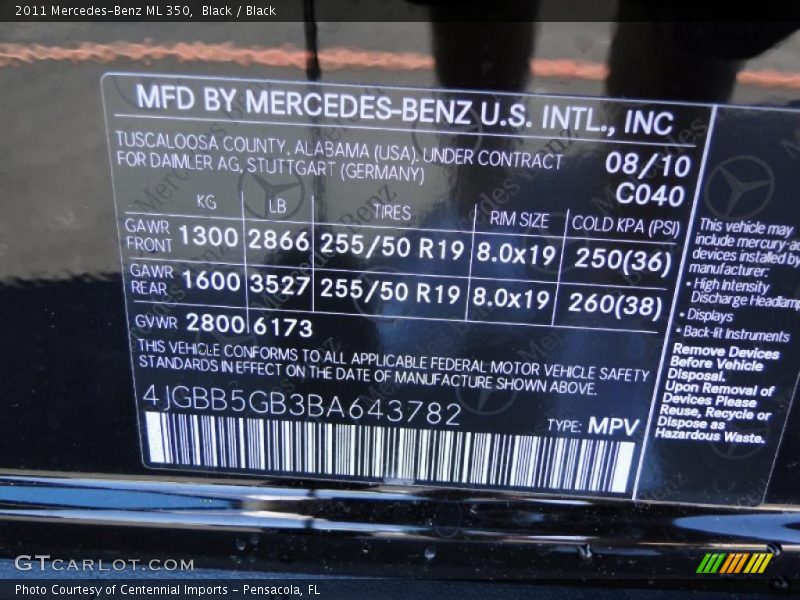 2011 Mercedes-Benz ML 350,  Black / Black
MFD BY MERCEDES-BENZ U.S. INTL., INC
TUSCALOOSA COUNTY, ALABAMA (USA). UNDER CONTRACT
FOR DAIMLER AG, STUTTGART (GERMANY)
08/10
C040
KG LB TIRES RIM SIZE COLD KPA (PSI)
GAWR
FRONT 1300 2866 255/50 R19 8.0x19 250(36)
GAWR
REAR 1600 3527 255/50 R19 8.0x19 260(38)
GVWR 2800 6173
THIS VEHICLE CONFORMS TO ALL APPLICABLE FEDERAL MOTOR VEHICLE SAFETY
STANDARDS IN EFFECT ON THE DATE OF MANUFACTURE SHOWN ABOVE.
4JGBB5GB3BA643782
TYPE: MPV
This vehicle may
include mercury-ad
devices installed by
manufacturer:
• High Intensity
Discharge Headlamp
• Displays
• Back-lit Instruments
Remove Devices
Before Vehicle
Disposal.
Upon Removal of
Devices Please
Reuse, Recycle or
Dispose as
Hazardous Waste.
GTCARLOT.COM
Photo Courtesy of Centennial Imports – Pensacola, FL